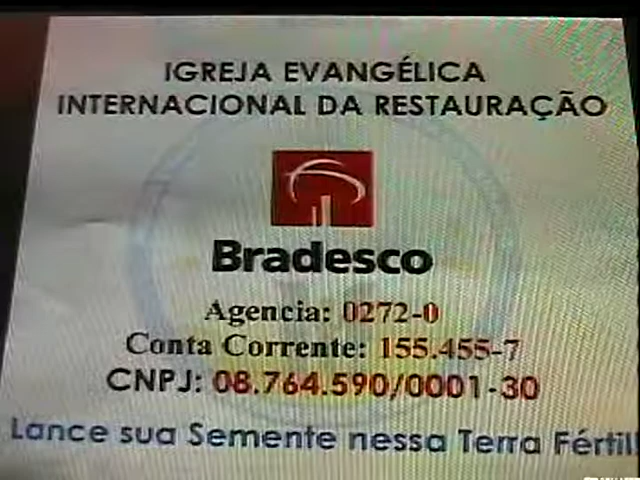 IGREJA EVANGÉLICA
INTERNACIONAL DA RESTAURAÇÃO
Bradesco
Agencia: 0272-0
Conta Corrente: 155.455-7
CNPJ: 08.764.590/0001-30
Lance sua Semente nessa Terra Fértil